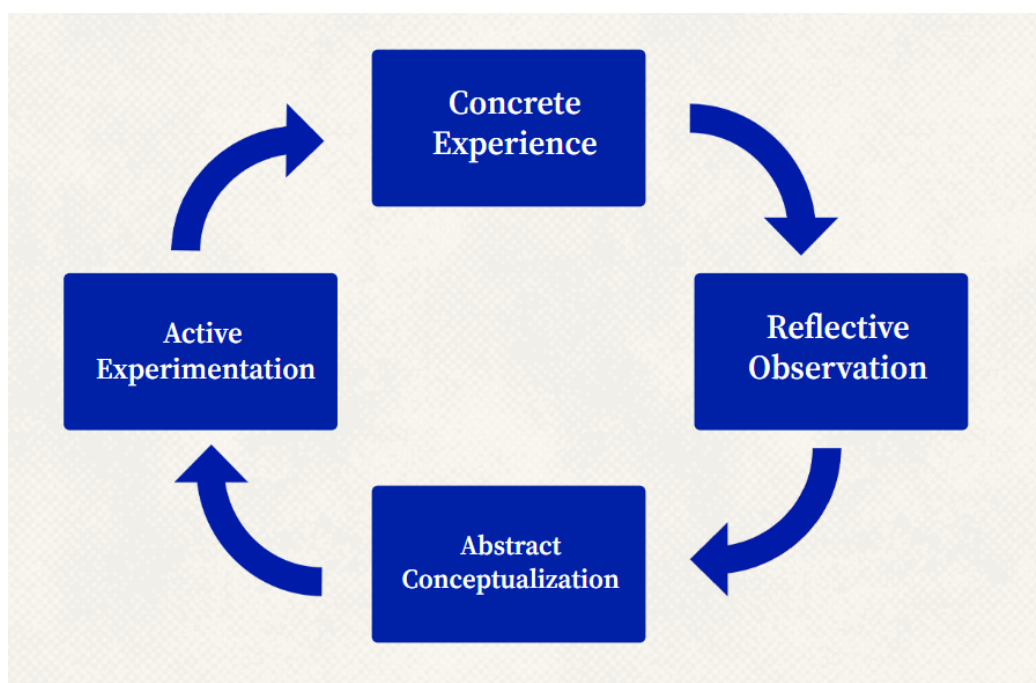 Concrete
Experience
Reflective
Observation
Abstract
Conceptualization
Active
Experimentation